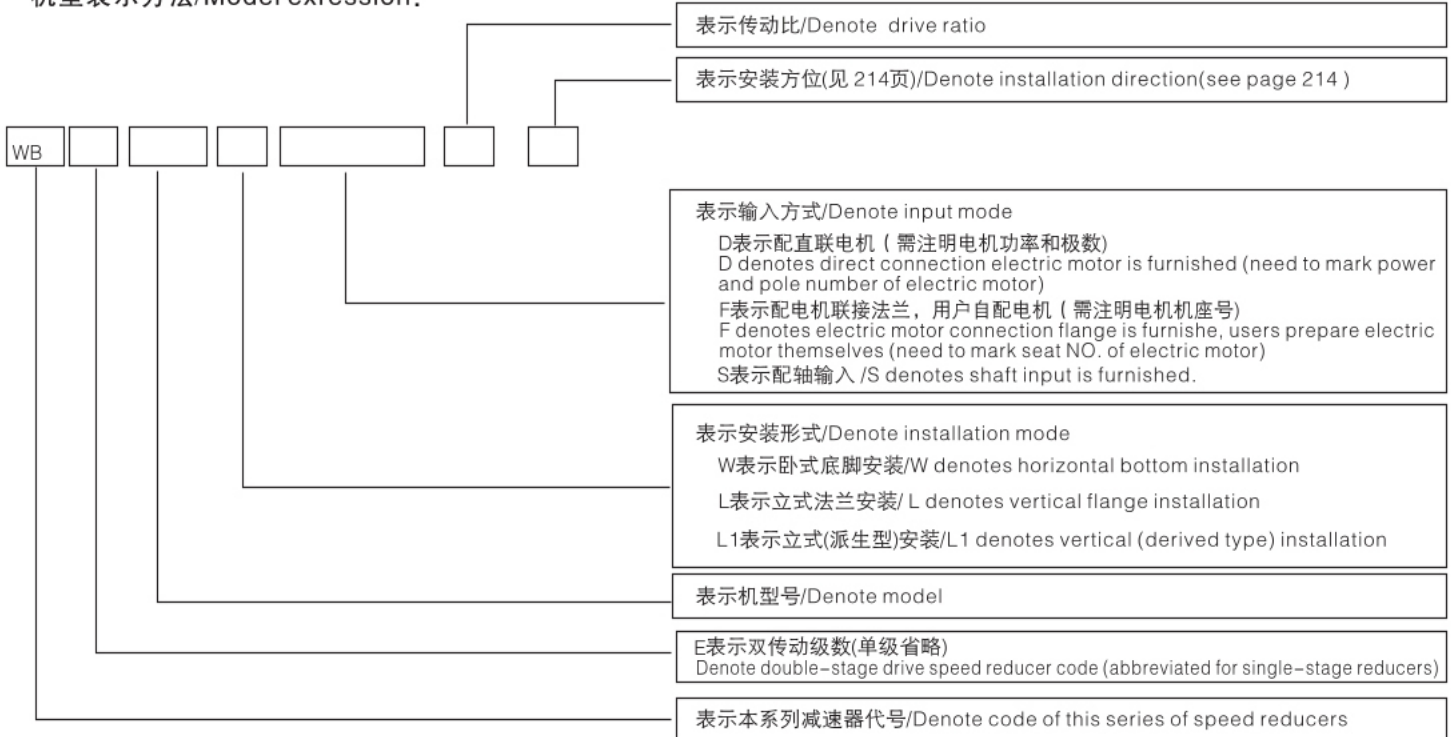 机型表示方法/Model exression:
表示传动比/Denote drive ratio
表示安装方位(见 214页)/Denote installation direction(see page 214 )
WB
表示输入方式/Denote input mode
D表示配直联电机 ( 需注明电机功率和极数)
D denotes direct connection electric motor is furnished (need to mark power
and pole number of electric motor)
F表示配电机联接法兰，用户自配电机 ( 需注明电机机座号)
F denotes electric motor connection flange is furnishe, users prepare electric
motor themselves (need to mark seat NO. of electric motor)
S表示配轴输入 /S denotes shaft input is furnished.
表示安装形式/Denote installation mode
W表示卧式底脚安装/W denotes horizontal bottom installation
L表示立式法兰安装/ L denotes vertical flange installation
L1表示立式(派生型)安装/L1 denotes vertical (derived type) installation
表示机型号/Denote model
E表示双传动级数(单级省略)
Denote double-stage drive speed reducer code (abbreviated for single-stage reducers)
表示本系列减速器代号/Denote code of this series of speed reducers